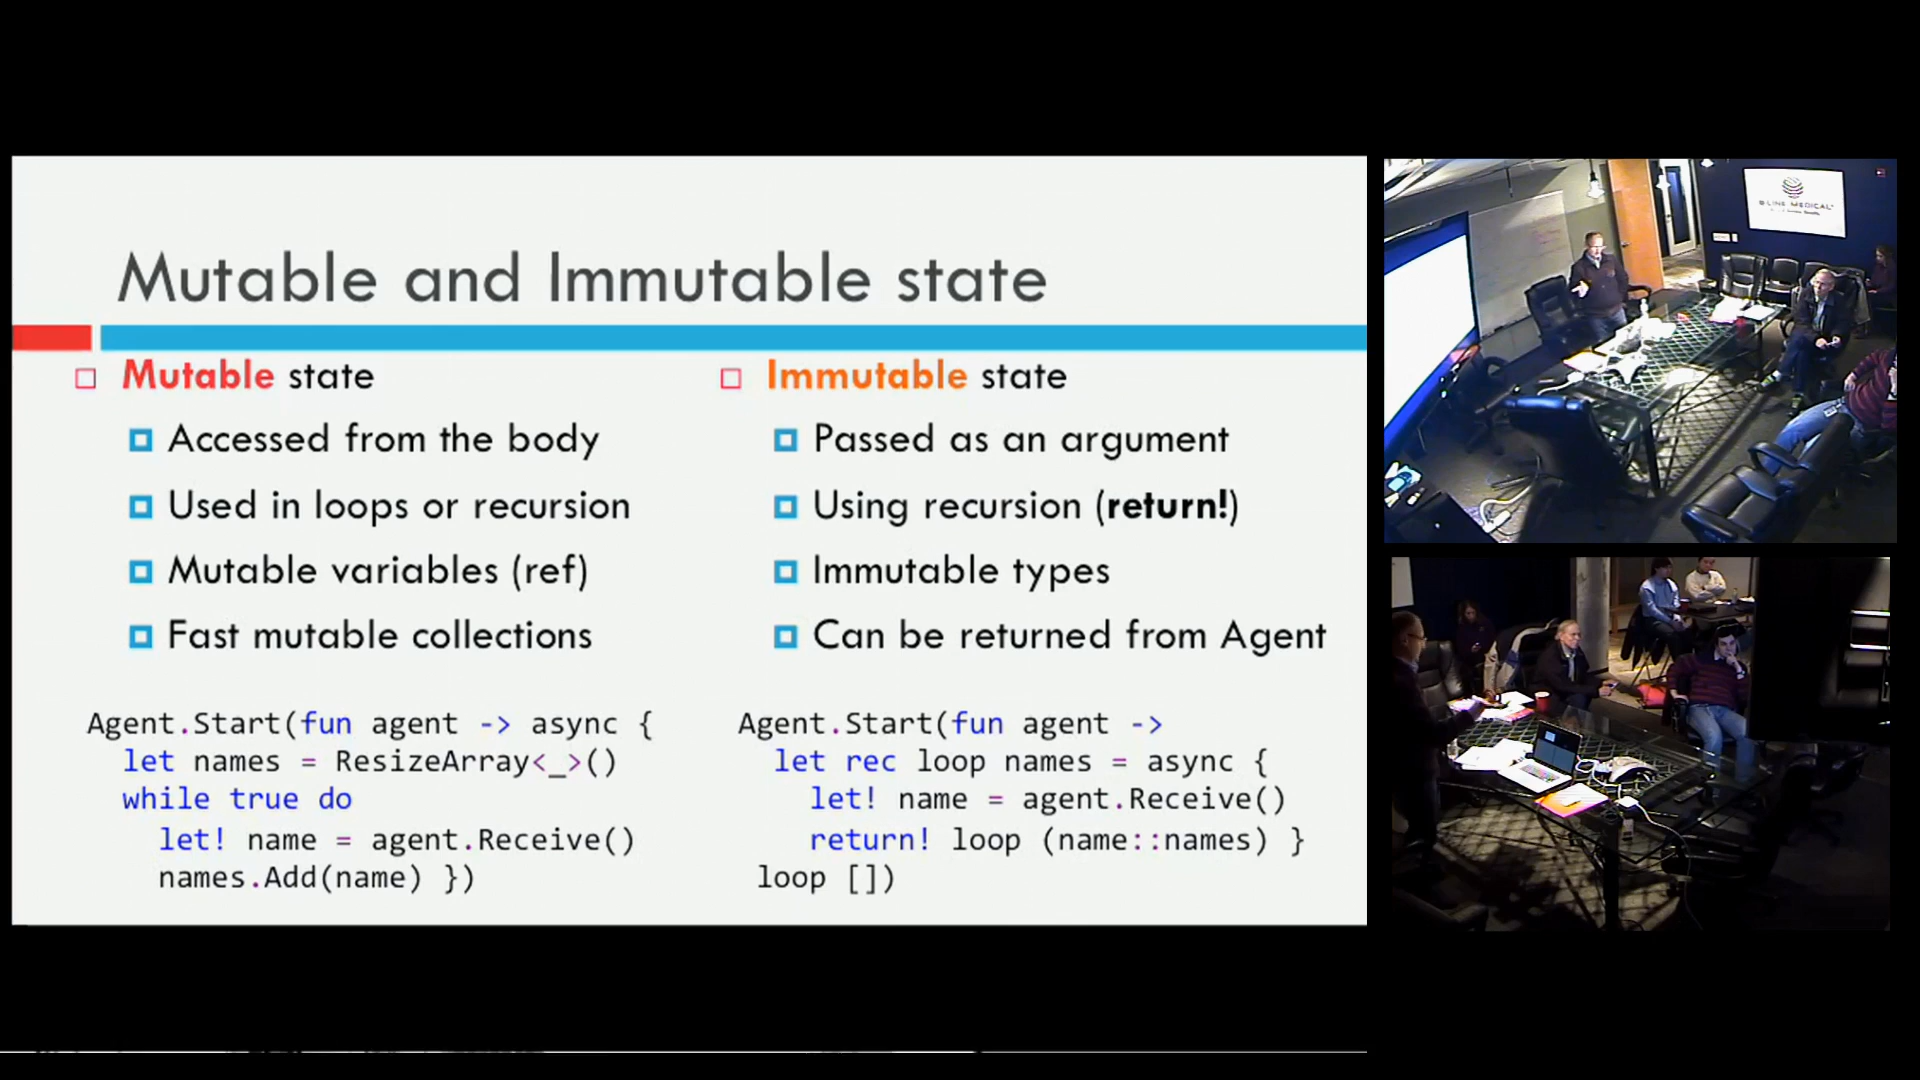 Mutable and Immutable state
Mutable state
Accessed from the body
Used in loops or recursion
Mutable variables (ref)
Fast mutable collections
Agent.Start(fun agent -> async {
let names = ResizeArray<_>()
while true do
let! name = agent.Receive()
names.Add(name) })
Immutable state
Passed as an argument
Using recursion (return!)
Immutable types
Can be returned from Agent
Agent.Start(fun agent ->
let rec loop names = async {
let! name = agent.Receive()
return! loop (name::names) }
loop [])
B-LINE MEDICAL